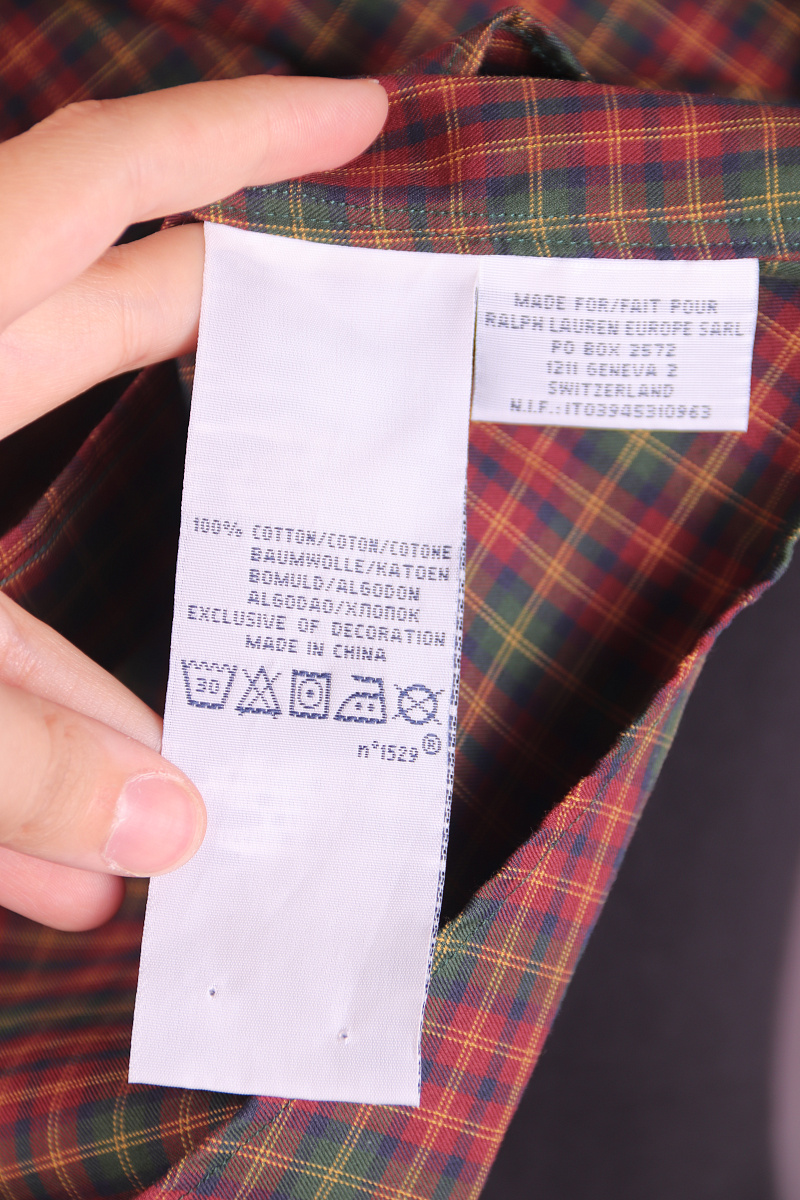 MADE FOR/FAIT POUR
RALPH LAUREN EUROPE SARL
PO BOX 2572
1211 GENEVA 2
SWITZERLAND
N.I.F.:IT03945310963
100% COTTON/COTON/COTONE
BAUMWOLLE/KATOEN
BOMULD/ALGODON
ALGODAO/ХЛОПОК
EXCLUSIVE OF DECORATION
MADE IN CHINA
30
n°1529®